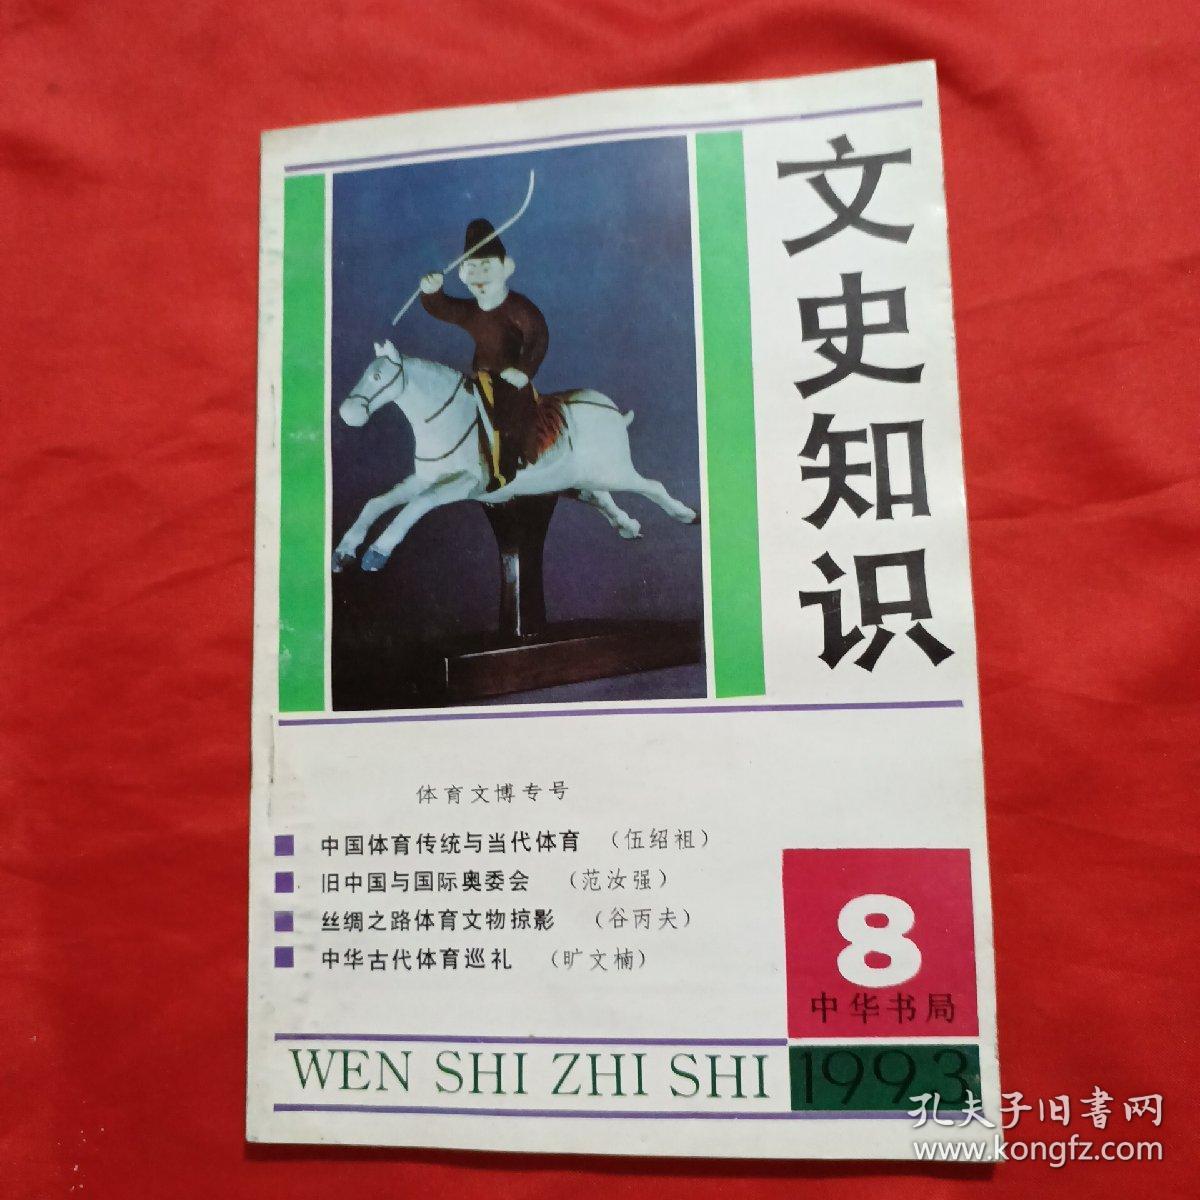 文史知识
体育文博专号
中国体育传统与当代体育 （伍绍祖）
旧中国与国际奥委会 （范汝强）
丝绸之路体育文物掠影 （谷丙夫）
中华古代体育巡礼 （旷文楠）
8
中华书局
WEN SHI ZHI SHI 1993
孔夫子旧書网
www.kongfz.com